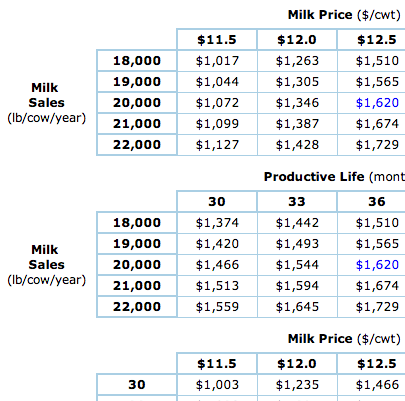 Milk Price ($/cwt)
$11.5 $12.0 $12.5
18,000 $1,017 $1,263 $1,510
19,000 $1,044 $1,305 $1,565
20,000 $1,072 $1,346 $1,620
21,000 $1,099 $1,387 $1,674
22,000 $1,127 $1,428 $1,729
Milk
Sales
(lb/cow/year)
Productive Life (mont
30 33 36
18,000 $1,374 $1,442 $1,510
19,000 $1,420 $1,493 $1,565
20,000 $1,466 $1,544 $1,620
21,000 $1,513 $1,594 $1,674
22,000 $1,559 $1,645 $1,729
Milk
Sales
(lb/cow/year)
Milk Price ($/cwt)
$11.5 $12.0 $12.5
30 $1,003 $1,235 $1,466